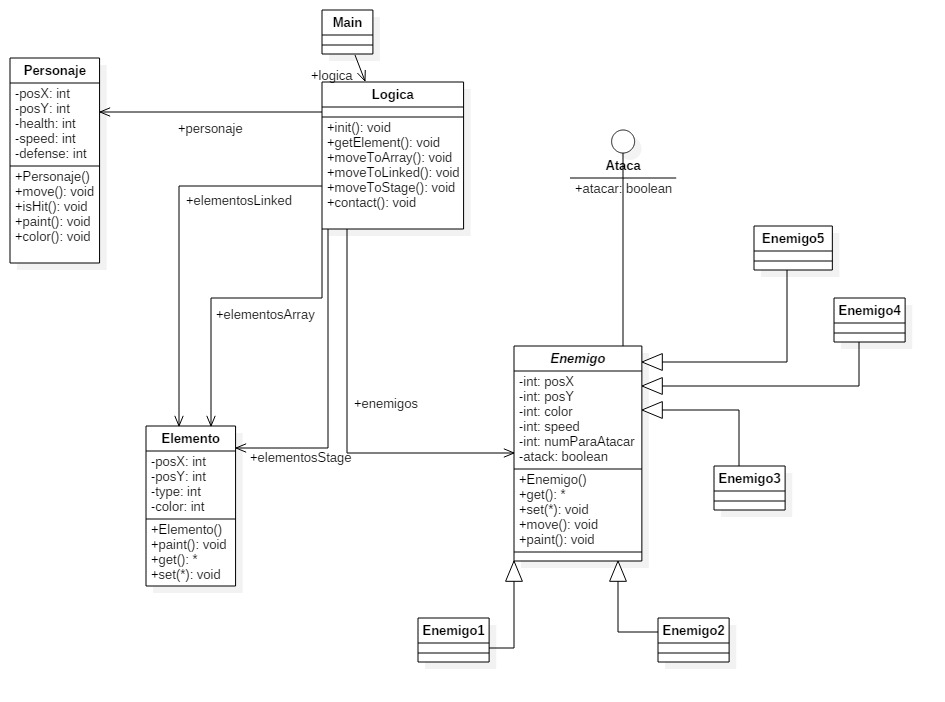 Main
+logica
Personaje
-posX: int
-posY: int
-health: int
-speed: int
-defense: int
+Personaje()
+move(): void
+isHit(): void
+paint(): void
+color(): void
+personaje
Logica
+init(): void
+getElement(): void
+moveToArray(): void
+moveToLinked(): void
+moveToStage(): void
+contact(): void
+elementosLinked
+elementosArray
+enemigos
+elementosStage
Ataca
+atacar: boolean
Enemigo5
Enemigo4
Enemigo
-int: posX
-int: posY
-int: color
-int: speed
-int: numParaAtacar
-atack: boolean
+Enemigo()
+get(): *
+set(*): void
+move(): void
+paint(): void
Enemigo3
Elemento
-posX: int
-posY: int
-type: int
-color: int
+Elemento()
+paint(): void
+get(): *
+set(*): void
Enemigo1
Enemigo2